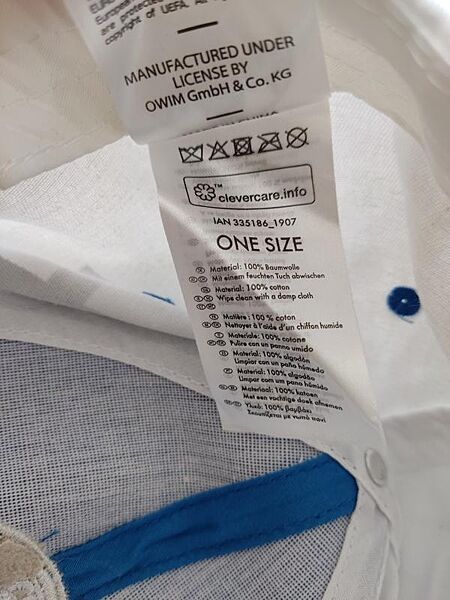 European
are protected
copyright of UEFA. All
MANUFACTURED UNDER
LICENSE BY
OWIM GmbH & Co. KG
clevercare.info
IAN 335186_1907
ONE SIZE
Material: 100% Baumwolle
Mit einem feuchten Tuch abwischen
Material: 100% cotton
Wipe clean with a damp cloth
Matière: 100 % coton
Nettoyer à l'aide d'un chiffon humide
Materiale: 100% cotone
Pulire con un panno umido
Material: 100% algodón
Limpiar con un paño húmedo
Material: 100% algodão
Limpar com um pano húmido
Materiaal: 100% katoen
Met een vochtige doek afnemen
Υλικό: 100% βαμβάκι
Σκουπίζεται με νωπό πανί